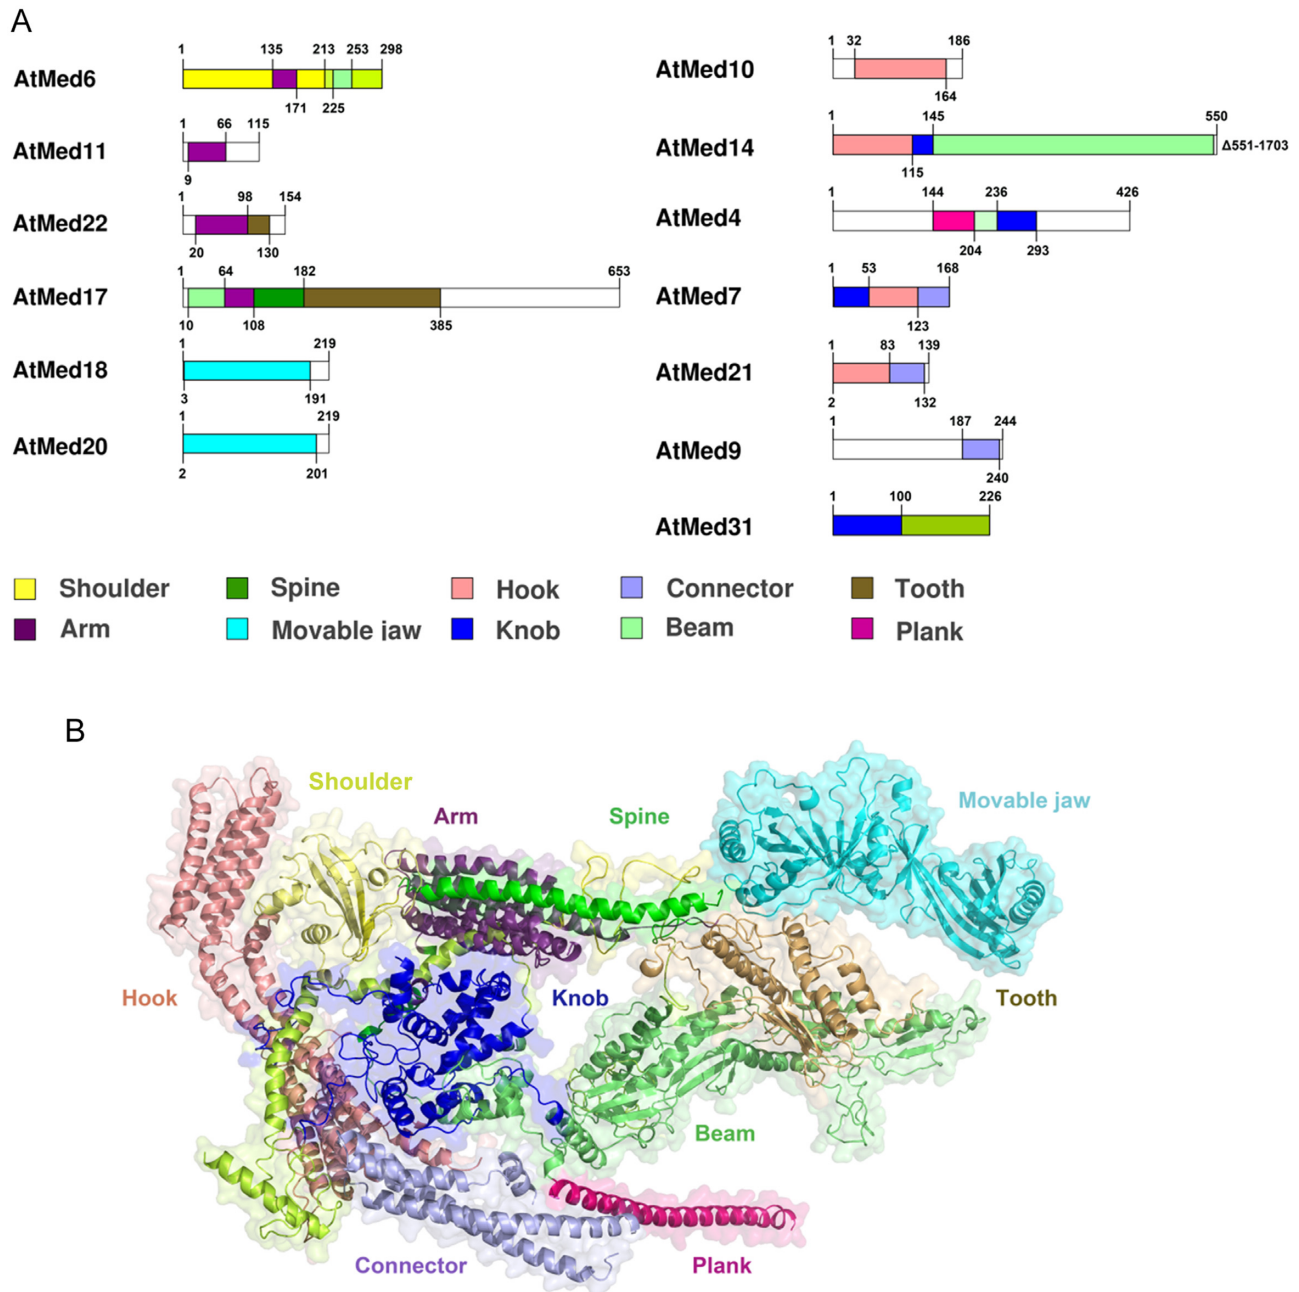 A
1 135 213 253 298
AtMed6
171 225
1 66 115
AtMed11
9
1 98 154
AtMed22
20 130
1 64 182 653
AtMed17
10 108 385
1 219
AtMed18
3 191
1 219
AtMed20
2 201
1 32 186
AtMed10
164
1 145 550
AtMed14 Δ551-1703
115
1 144 236 426
AtMed4
204 293
1 53 168
AtMed7
123
1 83 139
AtMed21
2 132
1 187 244
AtMed9
240
1 100 226
AtMed31
Shoulder Spine Hook Connector Tooth
Arm Movable jaw Knob Beam Plank
B
Shoulder
Movable jaw
Arm Spine
Hook Knob Tooth
Beam
Connector Plank